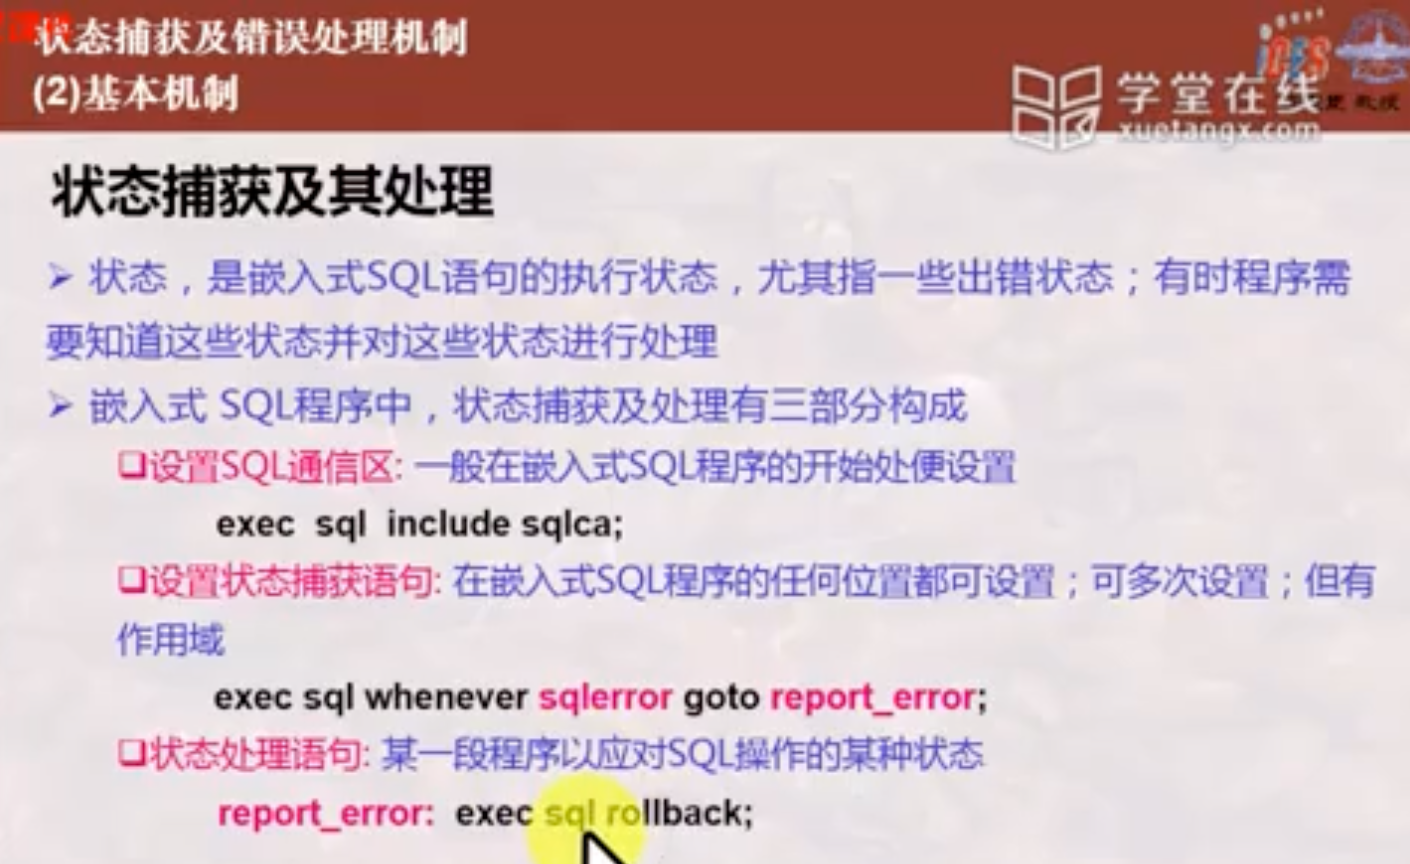 状态捕获及错误处理机制
(2)基本机制
学堂在线
xuetangx.com
教授
状态捕获及其处理
➢ 状态，是嵌入式SQL语句的执行状态，尤其指一些出错状态；有时程序需
要知道这些状态并对这些状态进行处理
➢ 嵌入式 SQL程序中，状态捕获及处理有三部分构成
❑设置SQL通信区: 一般在嵌入式SQL程序的开始处便设置
exec sql include sqlca;
❑设置状态捕获语句: 在嵌入式SQL程序的任何位置都可设置；可多次设置；但有
作用域
exec sql whenever sqlerror goto report_error;
❑状态处理语句: 某一段程序以应对SQL操作的某种状态
report_error: exec sql rollback;